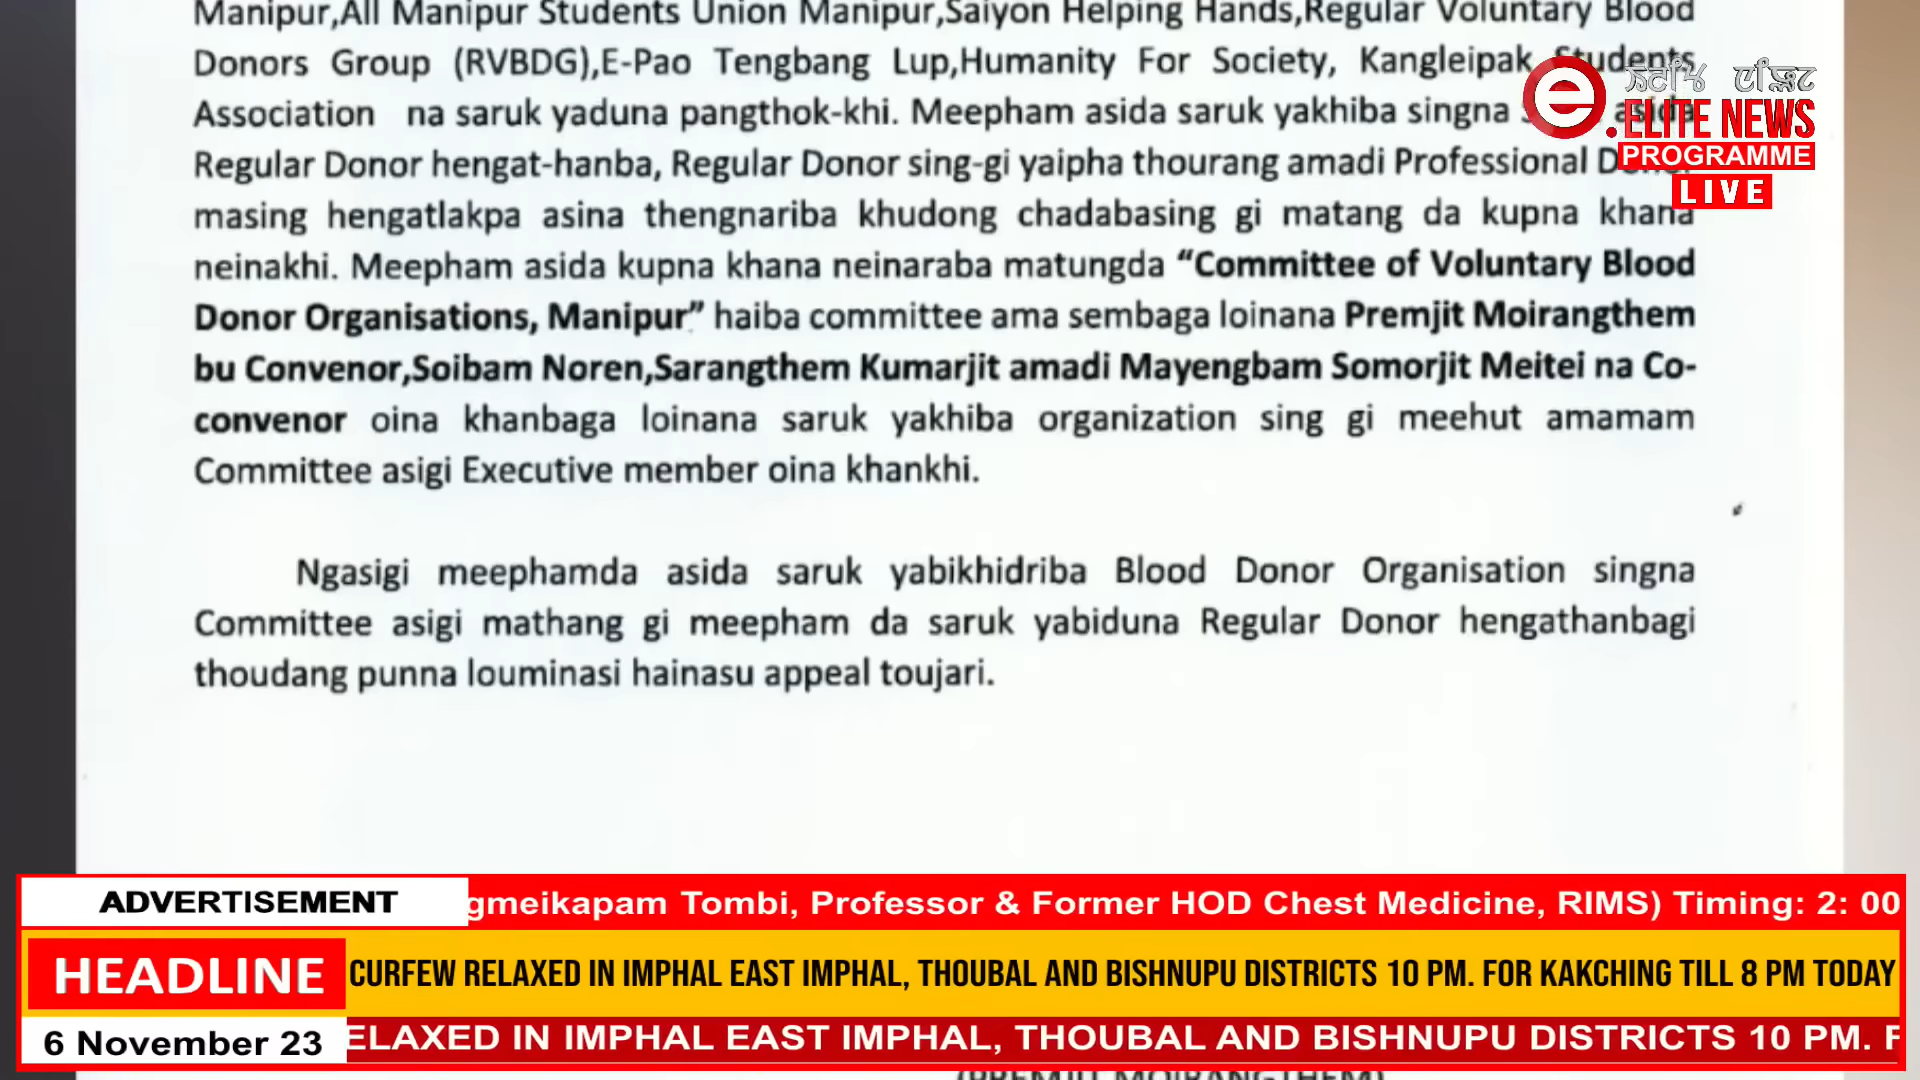 Manipur,All Manipur Students Union Manipur,Saiyon Helping Hands,Regular Voluntary Blood
Donors Group (RVBDG),E-Pao Tengbang Lup,Humanity For Society, Kangleipak Students
Association na saruk yaduna pangthok-khi. Meepham asida saruk yakhiba singna asida
Regular Donor hengat-hanba, Regular Donor sing-gi yaipha thourang amadi Professional Donor
masing hengatlakpa asina thengnariba khudong chadabasing gi matang da kupna khana
neinakhi. Meepham asida kupna khana neinaraba matungda “Committee of Voluntary Blood
Donor Organisations, Manipur” haiba committee ama sembaga loinana Premjit Moirangthem
bu Convenor,Soibam Noren,Sarangthem Kumarjit amadi Mayengbam Somorjit Meitei na Co-
convenor oina khanbaga loinana saruk yakhiba organization sing gi meehut amamam
Committee asigi Executive member oina khankhi.
Ngasigi meephamda asida saruk yabikhidriba Blood Donor Organisation singna
Committee asigi mathang gi meepham da saruk yabiduna Regular Donor hengathanbagi
thoudang punna louminasi hainasu appeal toujari.
e.ELITE NEWS
PROGRAMME
LIVE
ADVERTISEMENT gmeikapam Tombi, Professor & Former HOD Chest Medicine, RIMS) Timing: 2: 00
HEADLINE CURFEW RELAXED IN IMPHAL EAST IMPHAL, THOUBAL AND BISHNUPU DISTRICTS 10 PM. FOR KAKCHING TILL 8 PM TODAY
6 November 23 ELAXED IN IMPHAL EAST IMPHAL, THOUBAL AND BISHNUPU DISTRICTS 10 PM. F
(PREMJIT MOIRANGTHEM)